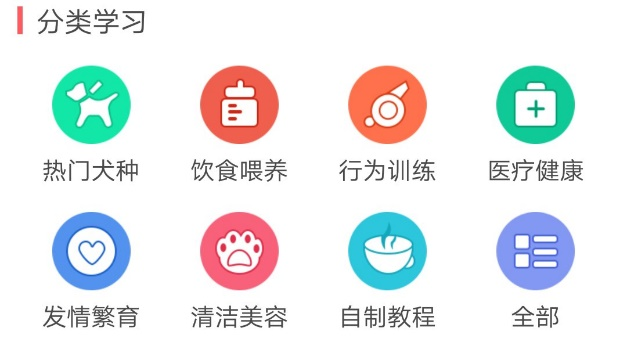 分类学习
热门犬种 饮食喂养 行为训练 医疗健康
发情繁育 清洁美容 自制教程 全部